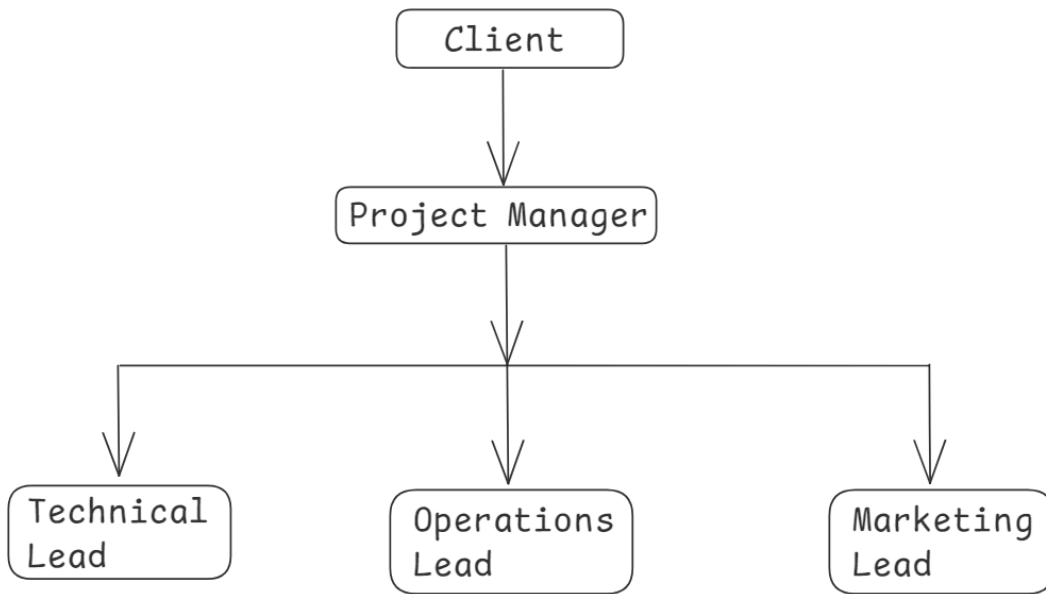 Client
Project Manager
Technical
Lead
Operations
Lead
Marketing
Lead